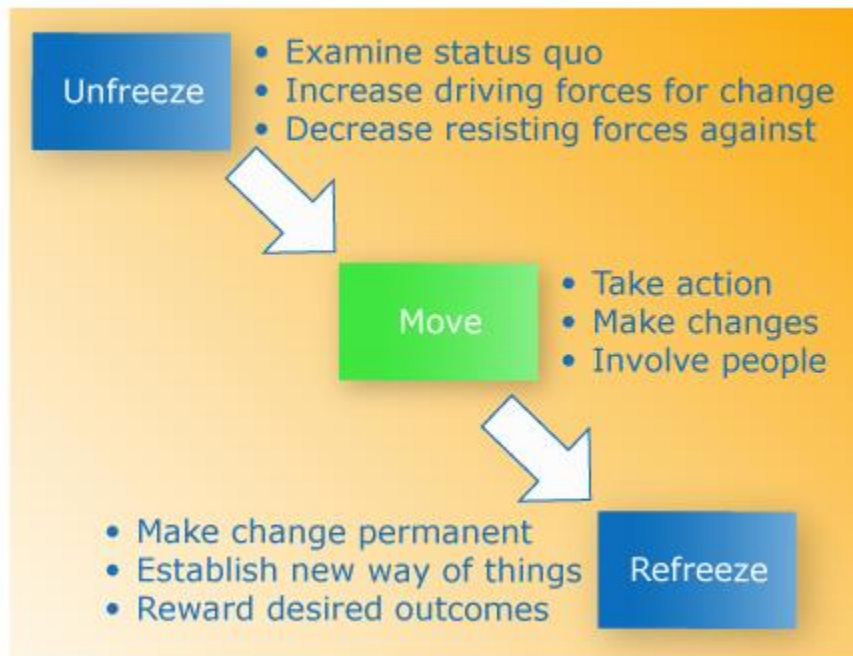 Unfreeze
• Examine status quo
• Increase driving forces for change
• Decrease resisting forces against
Move
• Take action
• Make changes
• Involve people
• Make change permanent
• Establish new way of things
• Reward desired outcomes
Refreeze